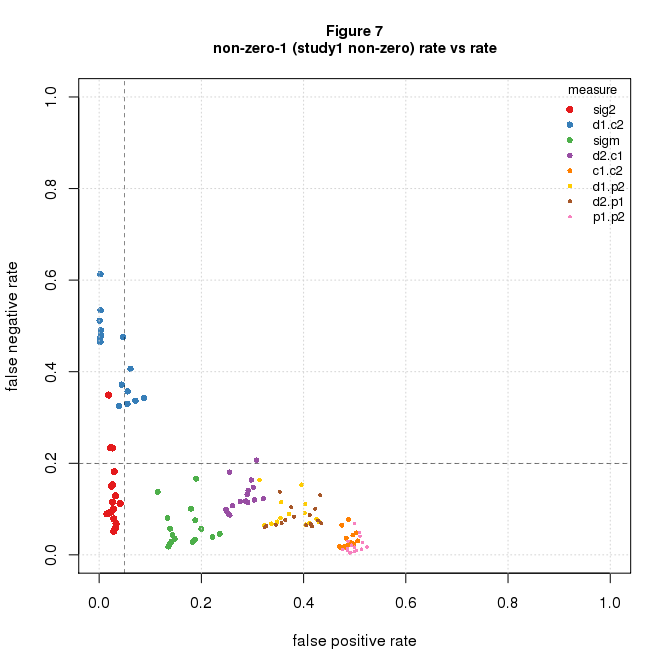 Figure 7
non-zero-1 (study1 non-zero) rate vs rate
measure
sig2
d1.c2
sigm
d2.c1
c1.c2
d1.p2
d2.p1
p1.p2
1.0
0.8
0.6
0.4
0.2
0.0
false negative rate
0.0 0.2 0.4 0.6 0.8 1.0
false positive rate